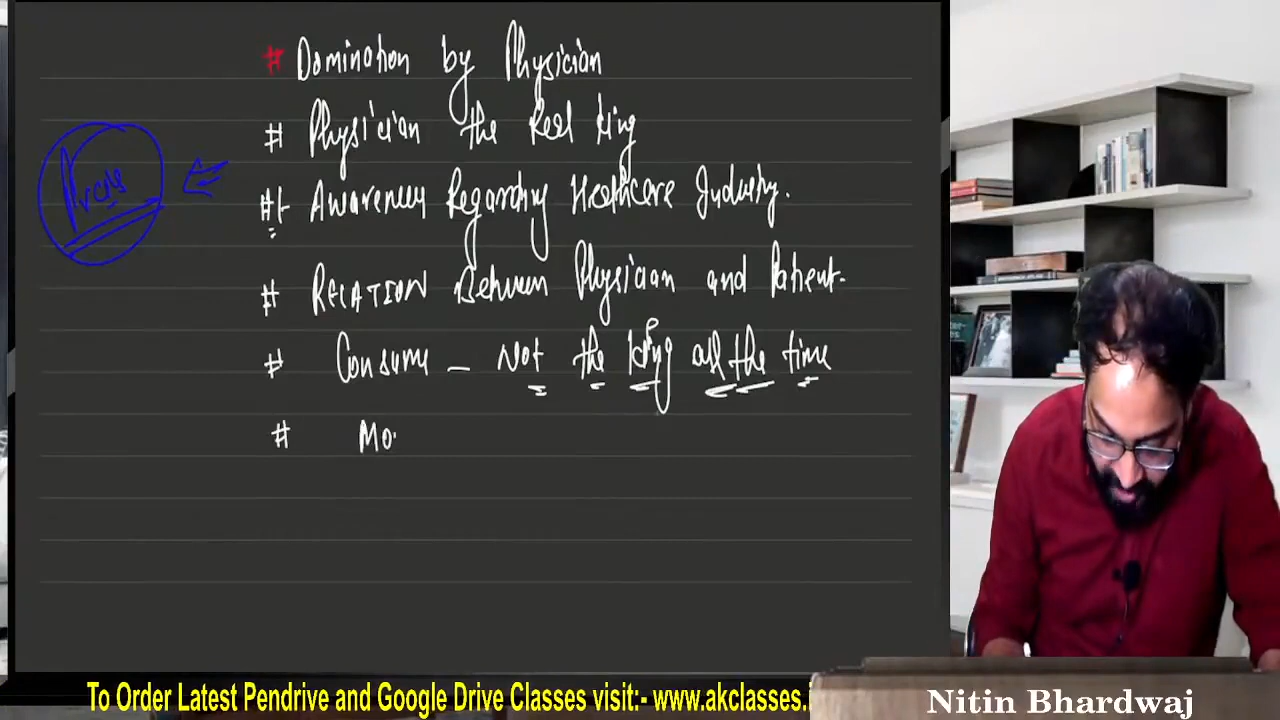 # Domination by Physician
# Physician the Real King
# Awareness Regarding Healthcare Industry.
# RELATION Between Physician and Patient-
# Consume – Not the king all the time
# Mo
To Order Latest Pendrive and Google Drive Classes visit:- www.akclasses.i
Nitin Bhardwaj